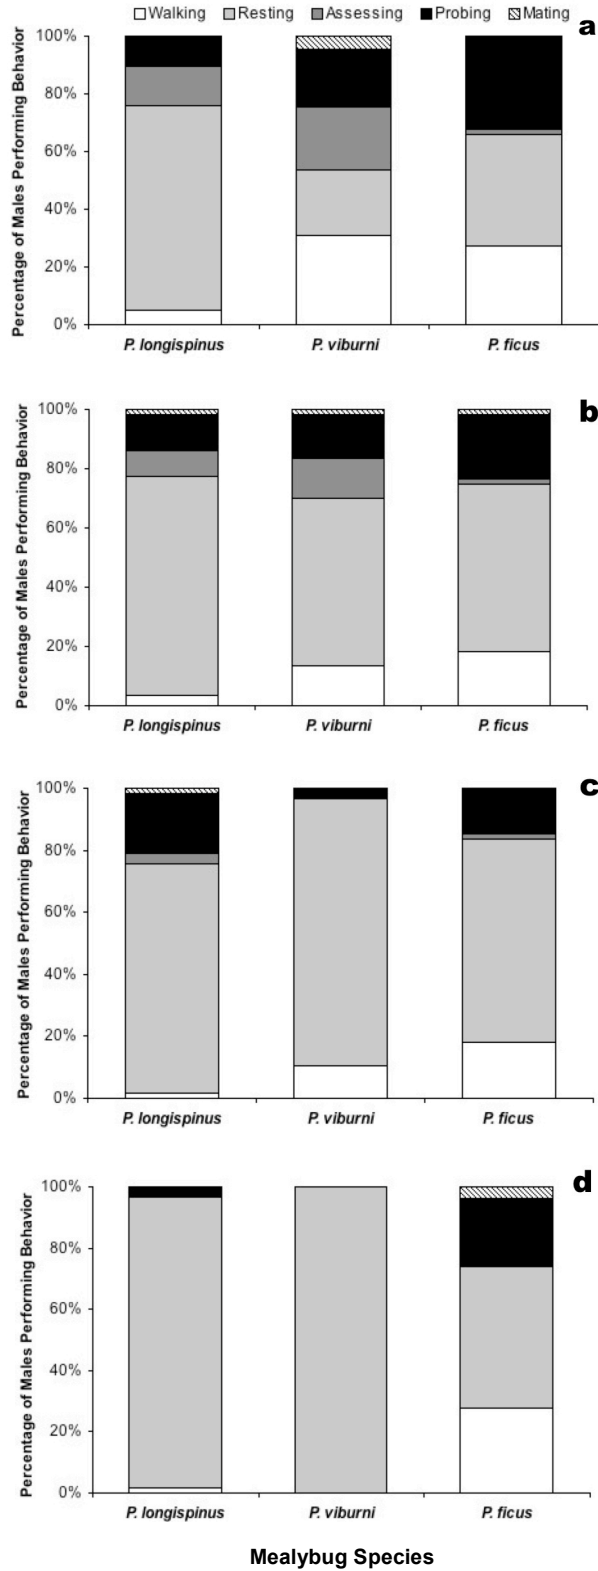 Walking Resting Assessing Probing Mating
a
Percentage of Males Performing Behavior
100%
80%
60%
40%
20%
0%
P. longispinus P. viburni P. ficus
b
Percentage of Males Performing Behavior
100%
80%
60%
40%
20%
0%
P. longispinus P. viburni P. ficus
c
Percentage of Males Performing Behavior
100%
80%
60%
40%
20%
0%
P. longispinus P. viburni P. ficus
d
Percentage of Males Performing Behavior
100%
80%
60%
40%
20%
0%
P. longispinus P. viburni P. ficus
Mealybug Species